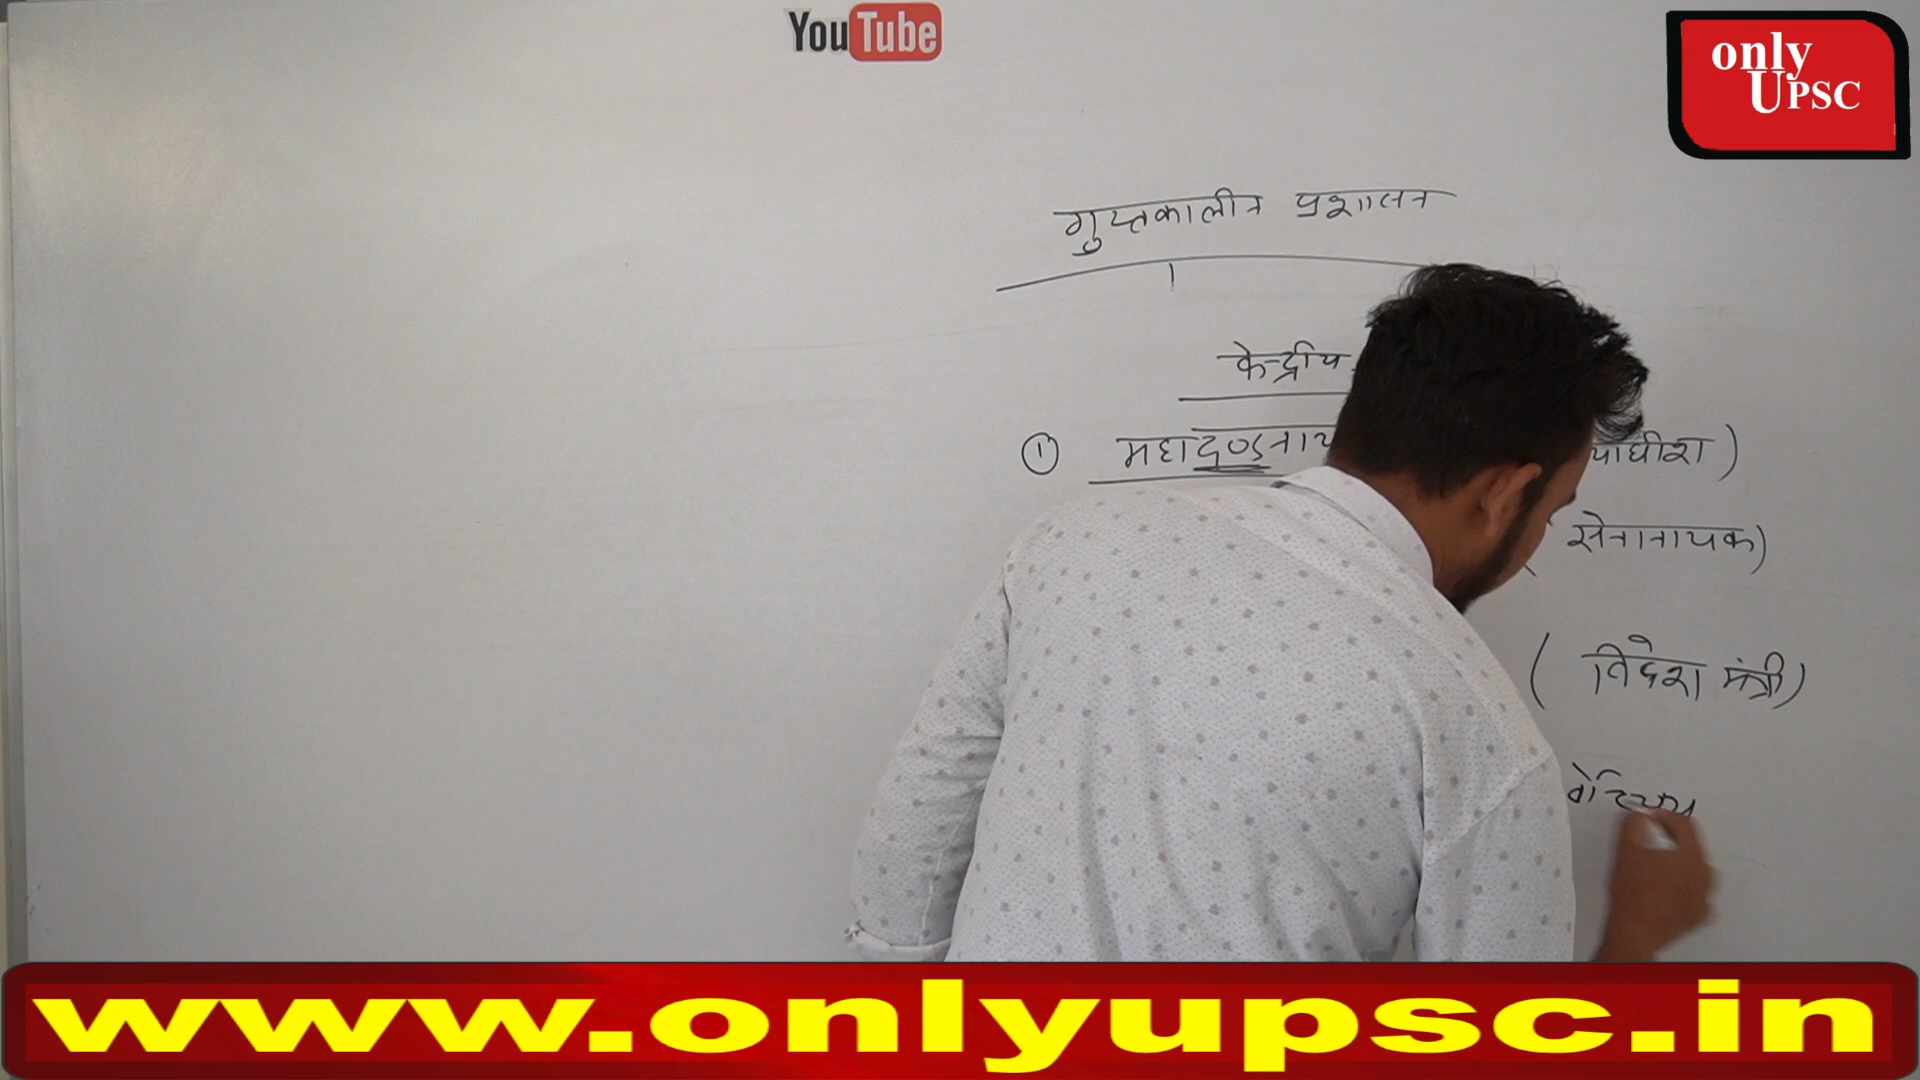 YouTube
only
UPSC
गुप्तकालीन प्रशासन
केन्द्रीय
① महादण्डनाय याधीश)
सेनानायक)
( विदेश मंत्री)
www.onlyupsc.in